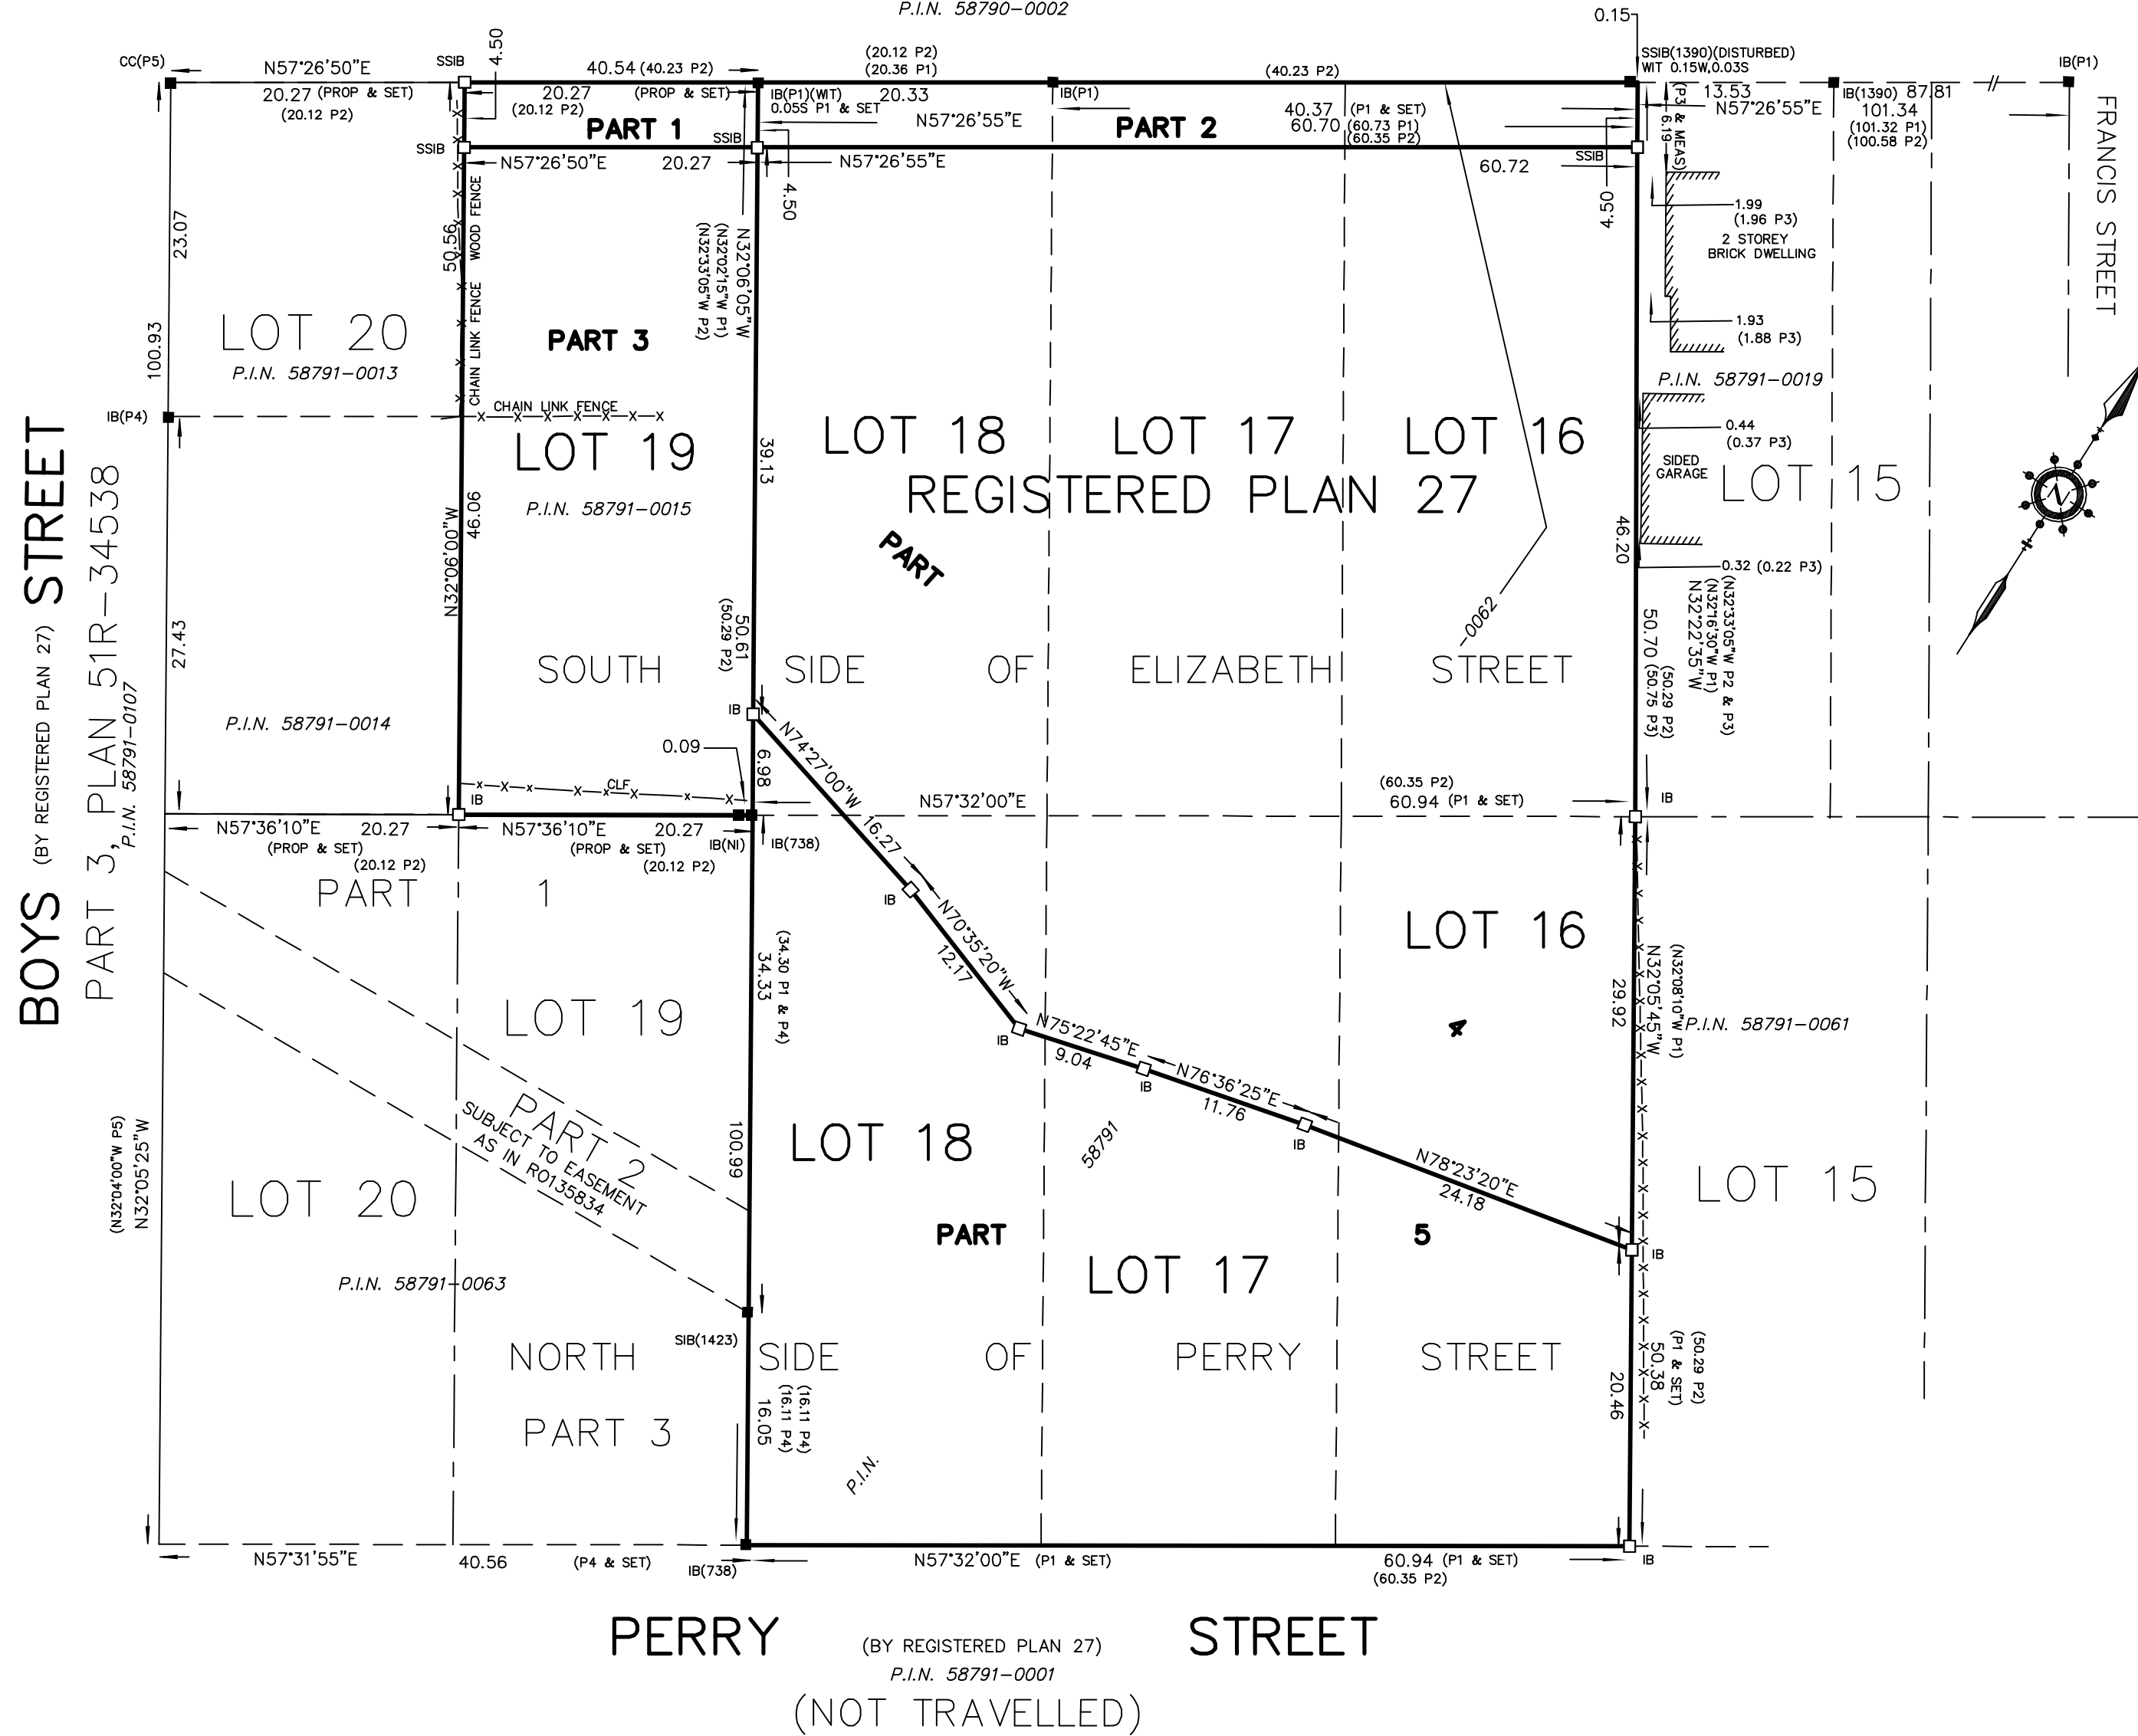 P.I.N. 58790-0002
0.15
CC(P5)
N57°26'50"E
20.27 (PROP & SET)
(20.12 P2)
SSIB
4.50
40.54 (40.23 P2)
(20.12 P2)
(20.36 P1)
(40.23 P2)
SSIB(1390)(DISTURBED)
WIT 0.15W,0.03S
IB(P1)
20.27
(PROP & SET)
(20.12 P2)
IB(P1)(WIT)
0.05S P1 & SET
20.33
IB(P1)
N57°26'55"E
40.37 (P1 & SET)
60.70 (60.73 P1)
(60.35 P2)
13.53
N57°26'55"E
IB(1390) 87.81
101.34
(101.32 P1)
(100.58 P2)
PART 1
PART 2
SSIB
SSIB
SSIB
N57°26'50"E 20.27
N57°26'55"E
60.72
4.50
4.50
(P3 & MEAS)
6.19
FRANCIS STREET
1.99
(1.96 P3)
2 STOREY
BRICK DWELLING
1.93
(1.88 P3)
P.I.N. 58791-0019
0.44
(0.37 P3)
SIDED
GARAGE
LOT 15
0.32 (0.22 P3)
23.07
100.93
50.56
WOOD FENCE
CHAIN LINK FENCE
N32°06'05"W
(N32°02'15"W P1)
(N32°33'05"W P2)
LOT 20
P.I.N. 58791-0013
PART 3
IB(P4)
CHAIN LINK FENCE
LOT 19
P.I.N. 58791-0015
39.13
LOT 18
LOT 17
LOT 16
REGISTERED PLAN 27
PART
46.06
N32°06'00"W
46.20
BOYS (BY REGISTERED PLAN 27) STREET
PART 3, PLAN 51R-34538
P.I.N. 58791-0107
27.43
50.61
(50.29 P2)
-0062
50.70 (50.75 P3)
(50.29 P2)
N32°22'35"W
(N32°16'30"W P1)
(N32°33'05"W P2 & P3)
SOUTH SIDE OF ELIZABETH STREET
P.I.N. 58791-0014
IB
0.09
6.98
N74°27'00"W
16.27
CLF
IB
N57°32'00"E
(60.35 P2)
60.94 (P1 & SET)
IB
N57°36'10"E 20.27
(PROP & SET)
(20.12 P2)
N57°36'10"E 20.27
(PROP & SET)
(20.12 P2)
IB(NI)
IB(738)
PART 1
IB
N70°35'20"W
12.17
LOT 16
(34.30 P1 & P4)
34.33
29.92
N32°05'45"W
(N32°08'10"W P1)
LOT 19
IB
N75°22'45"E
9.04
4
P.I.N. 58791-0061
IB
N76°36'25"E
11.76
PART 2
SUBJECT TO EASEMENT
AS IN RO135834
(N32°04'00"W P5)
N32°05'25"W
100.99
LOT 18
58791
IB
N78°23'20"E
24.18
LOT 20
LOT 15
PART
5
IB
LOT 17
P.I.N. 58791-0063
SIB(1423)
NORTH SIDE OF PERRY STREET
20.46
50.38
(P1 & SET)
(50.29 P2)
16.05
(16.11 P4)
(16.11 P4)
PART 3
P.I.N.
N57°31'55"E 40.56 (P4 & SET)
IB(738)
N57°32'00"E (P1 & SET)
60.94 (P1 & SET)
(60.35 P2)
IB
PERRY (BY REGISTERED PLAN 27) STREET
P.I.N. 58791-0001
(NOT TRAVELLED)